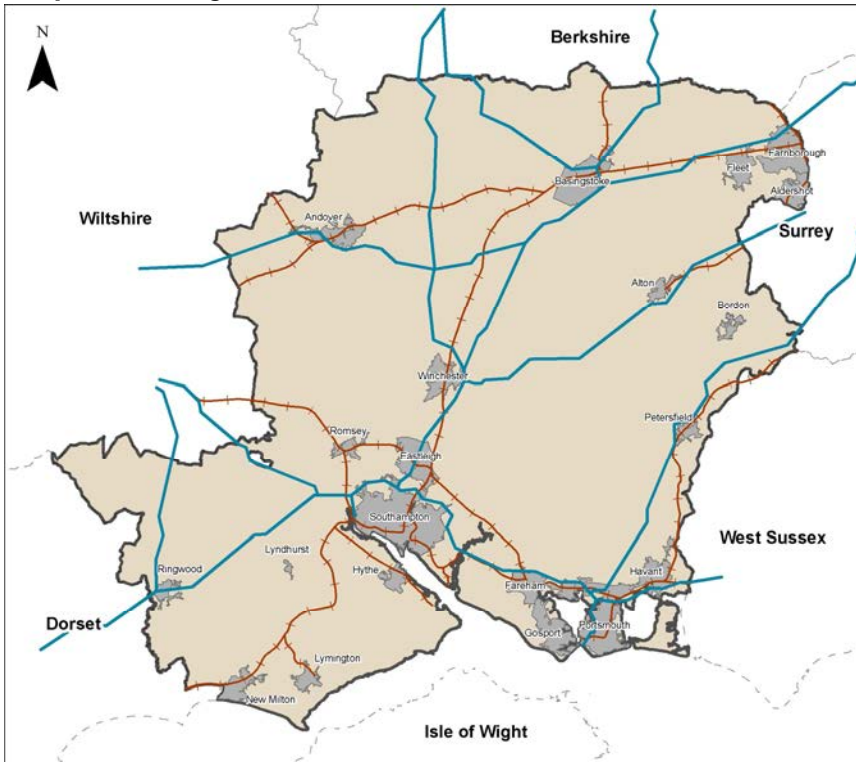 N
Berkshire
Farnborough
Fleet
Basingstoke
Aldershot
Wiltshire
Andover
Surrey
Alton
Bordon
Winchester
Petersfield
Romsey
Eastleigh
Southampton
West Sussex
Lyndhurst
Ringwood
Hythe
Havant
Fareham
Dorset
Portsmouth
Gosport
Lymington
New Milton
Isle of Wight